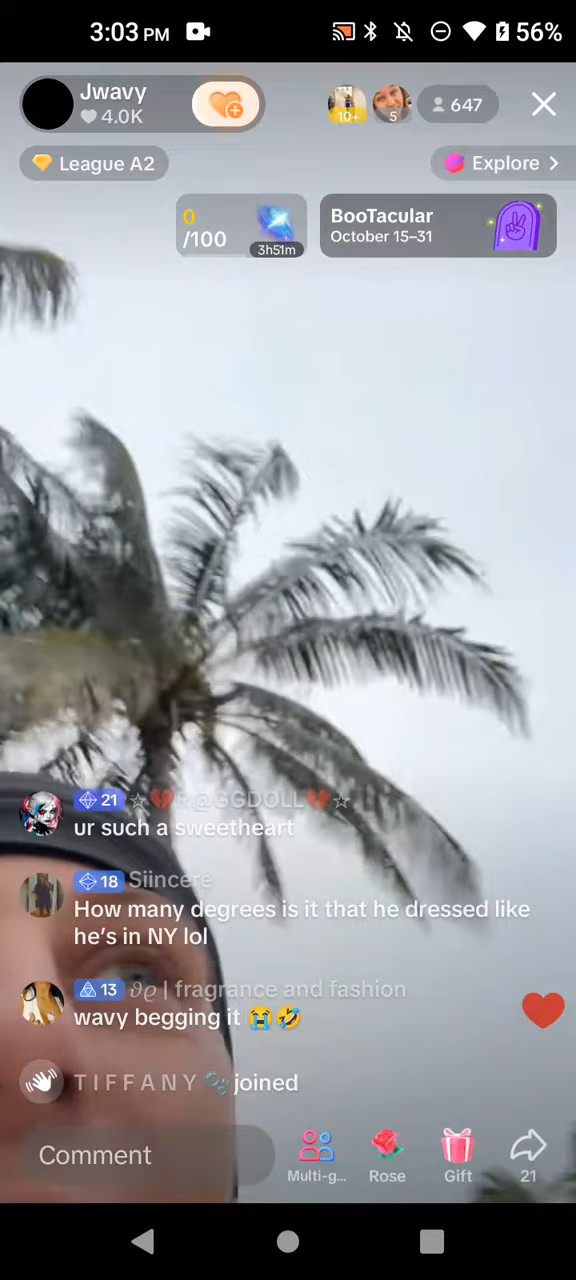 3:03 PM
56%
Jwavy
4.0K
10+
5
647
League A2
Explore
0
/100
3h51m
BooTacular
October 15–31
21 ☆💔R@GGDOLL💔☆
ur such a sweetheart
18 Siincere
How many degrees is it that he dressed like
he's in NY lol
13 𝜗𝜚 | fragrance and fashion
wavy begging it 😭🤣
T I F F A N Y 🫧 joined
Comment
Multi-g...
Rose
Gift
21